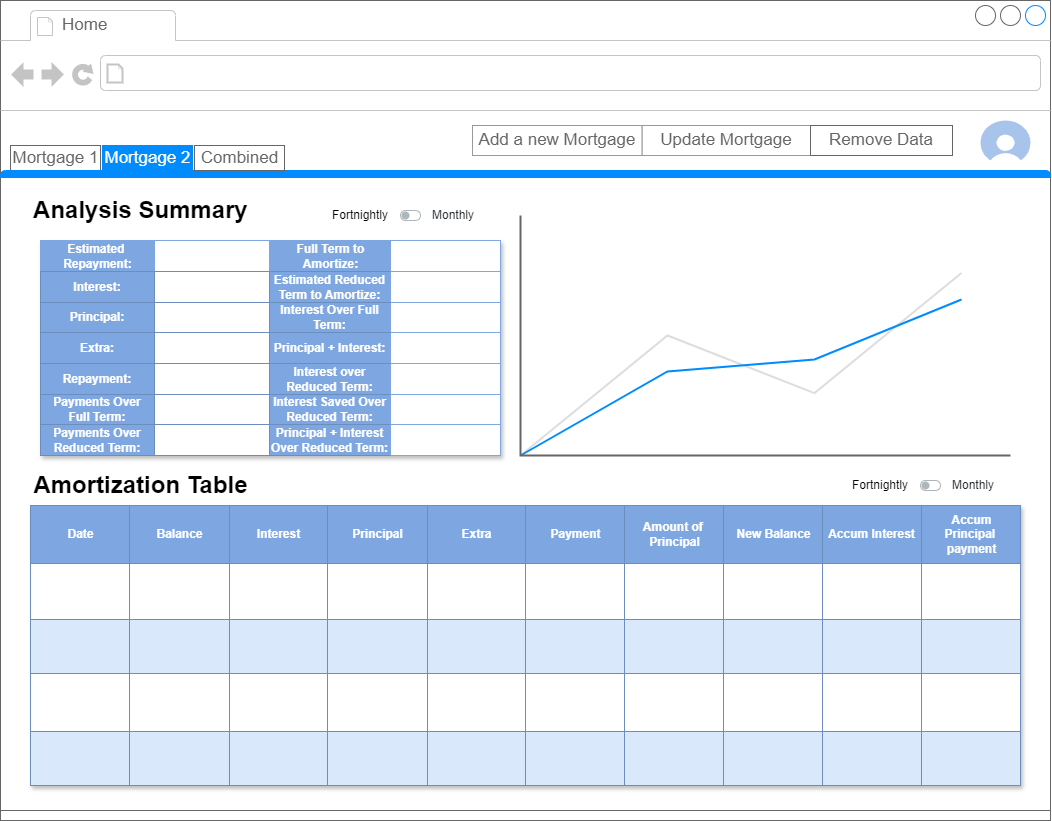 Home
Add a new Mortgage
Update Mortgage
Remove Data
Mortgage 1
Mortgage 2
Combined
Analysis Summary
Fortnightly
Monthly
Estimated
Repayment:
Full Term to
Amortize:
Interest:
Estimated Reduced
Term to Amortize:
Principal:
Interest Over Full
Term:
Extra:
Principal + Interest:
Repayment:
Interest over
Reduced Term:
Payments Over
Full Term:
Interest Saved Over
Reduced Term:
Payments Over
Reduced Term:
Principal + Interest
Over Reduced Term:
Amortization Table
Fortnightly
Monthly
Date
Balance
Interest
Principal
Extra
Payment
Amount of
Principal
New Balance
Accum Interest
Accum
Principal
payment